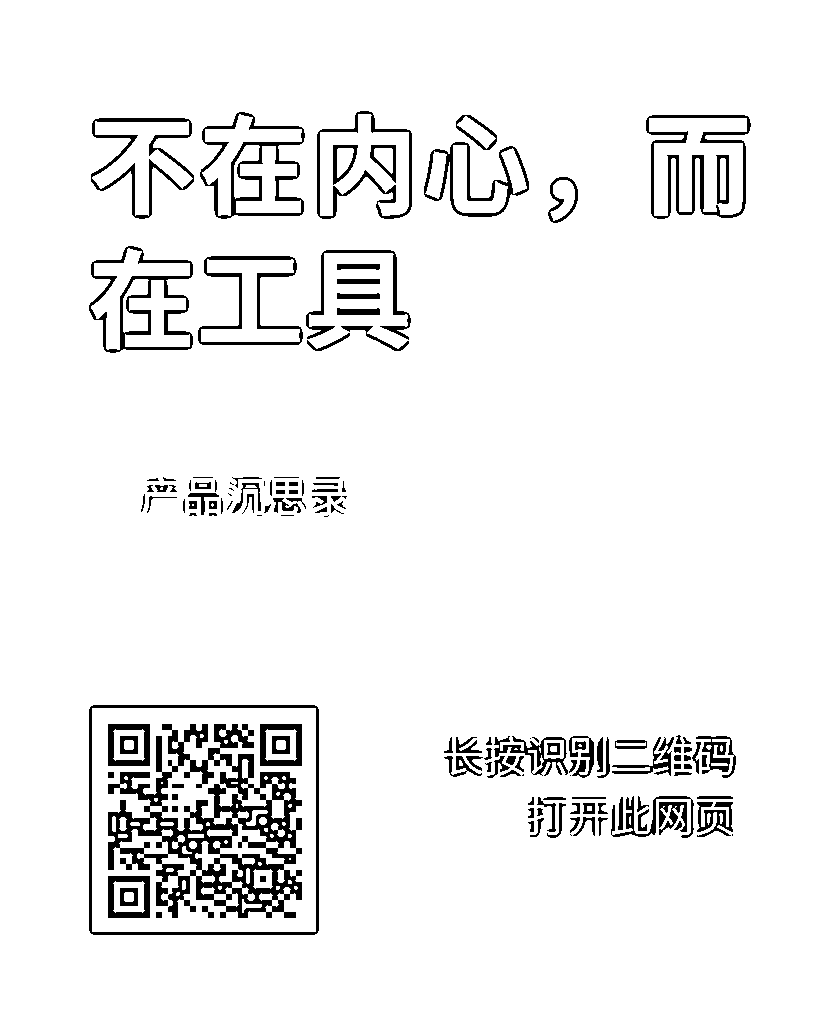 不在内心，而
在工具
产品沉思录
长按识别二维码
打开此网页